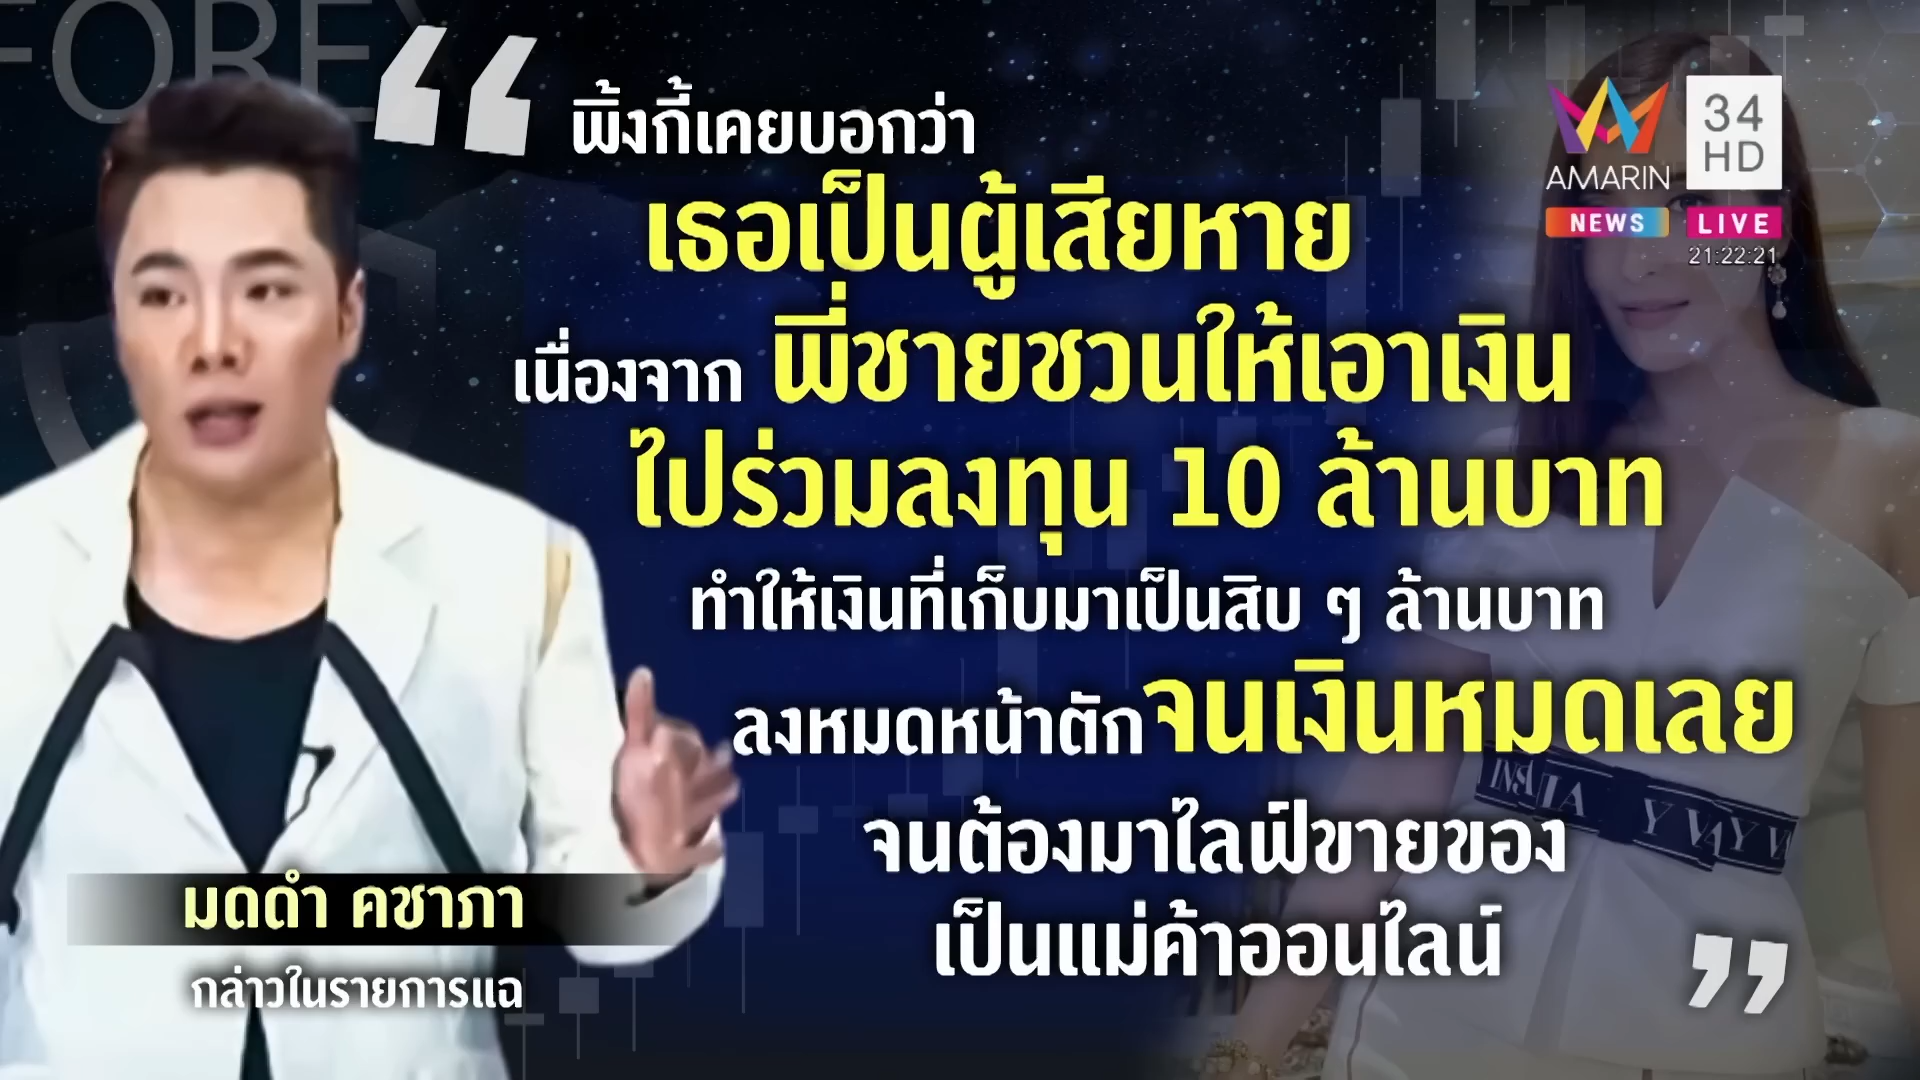 FOREX
“ พิ้งกี้เคยบอกว่า
เธอเป็นผู้เสียหาย
เนื่องจาก พี่ชายชวนให้เอาเงิน
ไปร่วมลงทุน 10 ล้านบาท
ทำให้เงินที่เก็บมาเป็นสิบ ๆ ล้านบาท
ลงหมดหน้าตักจนเงินหมดเลย
จนต้องมาไลฟ์ขายของ
เป็นแม่ค้าออนไลน์ ”
มดดำ คชาภา
กล่าวในรายการแฉ
AMARIN
NEWS
34
HD
LIVE
21:22:21